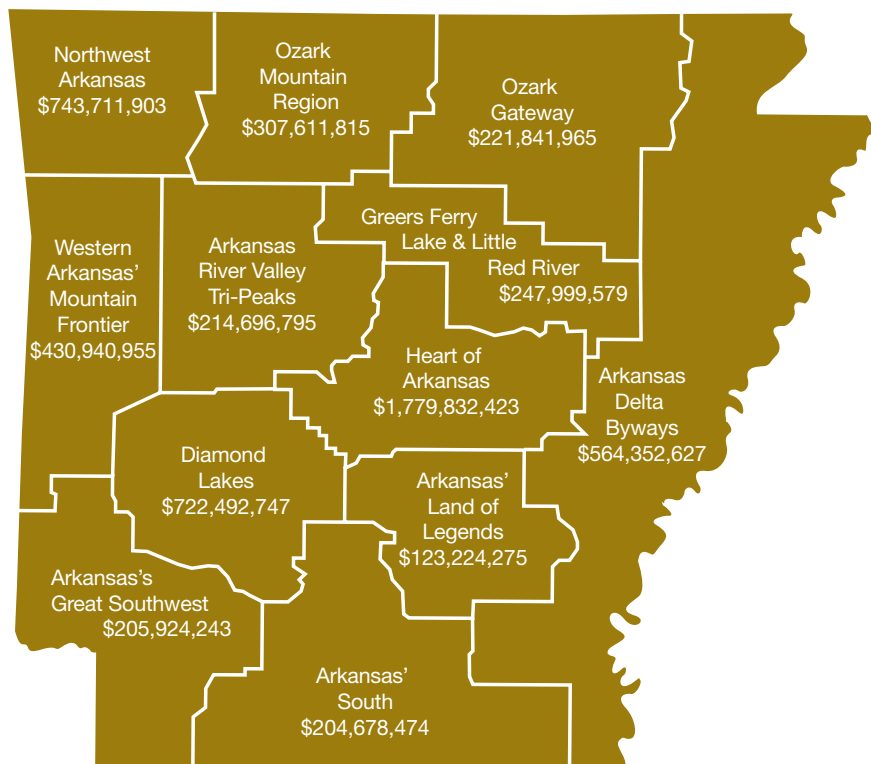 Northwest
Arkansas
$743,711,903
Ozark
Mountain
Region
$307,611,815
Ozark
Gateway
$221,841,965
Western
Arkansas’
Mountain
Frontier
$430,940,955
Arkansas
River Valley
Tri-Peaks
$214,696,795
Greers Ferry
Lake & Little
Red River
$247,999,579
Heart of
Arkansas
$1,779,832,423
Arkansas
Delta
Byways
$564,352,627
Diamond
Lakes
$722,492,747
Arkansas’
Land of
Legends
$123,224,275
Arkansas’s
Great Southwest
$205,924,243
Arkansas’
South
$204,678,474